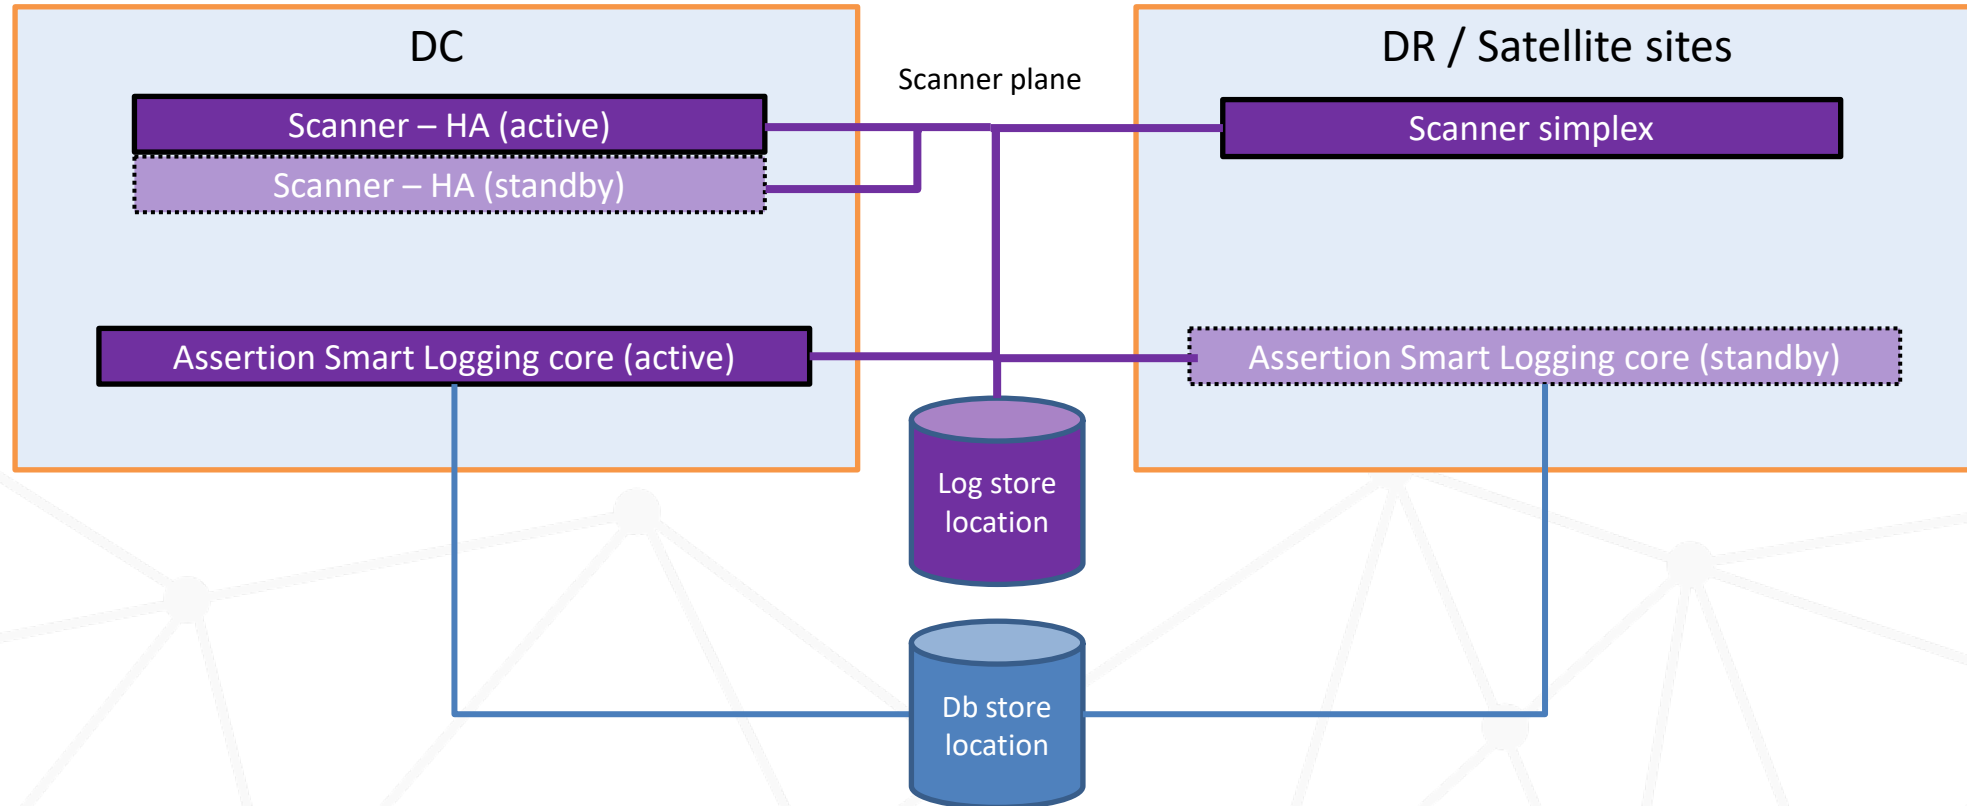 DC
DR / Satellite sites
Scanner plane
Scanner – HA (active)
Scanner simplex
Scanner – HA (standby)
Assertion Smart Logging core (active)
Assertion Smart Logging core (standby)
Log store
location
Db store
location